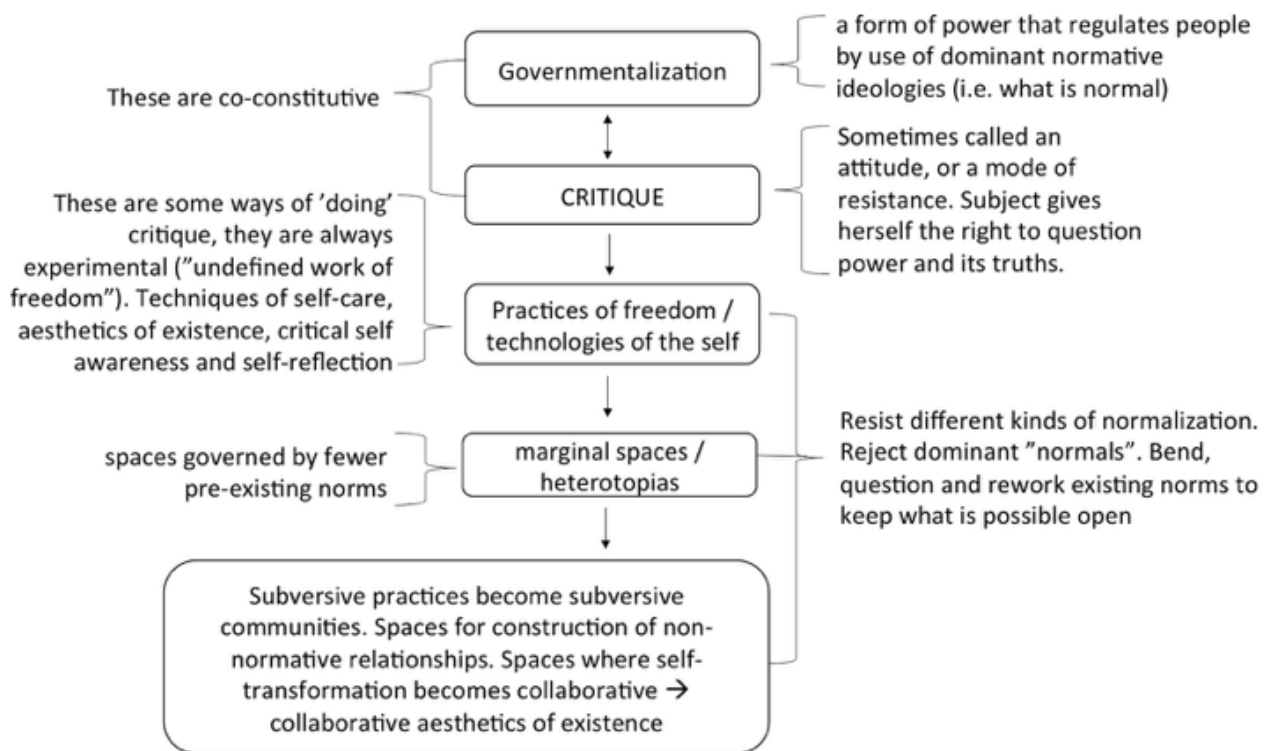 a form of power that regulates people
by use of dominant normative
ideologies (i.e. what is normal)
Governmentalization
These are co-constitutive
Sometimes called an
attitude, or a mode of
resistance. Subject gives
herself the right to question
power and its truths.
CRITIQUE
These are some ways of ’doing’
critique, they are always
experimental (”undefined work of
freedom”). Techniques of self-care,
aesthetics of existence, critical self
awareness and self-reflection
Practices of freedom /
technologies of the self
Resist different kinds of normalization.
Reject dominant ”normals”. Bend,
question and rework existing norms to
keep what is possible open
spaces governed by fewer
pre-existing norms
marginal spaces /
heterotopias
Subversive practices become subversive
communities. Spaces for construction of non-
normative relationships. Spaces where self-
transformation becomes collaborative →
collaborative aesthetics of existence